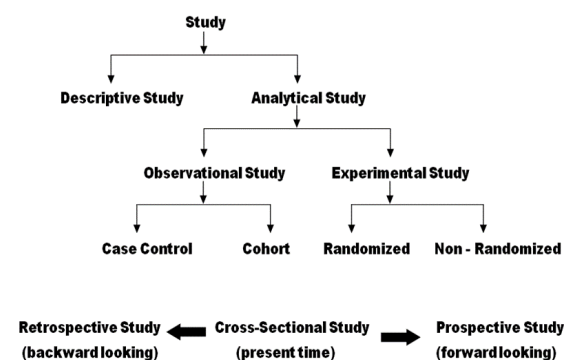 Study
Descriptive Study Analytical Study
Observational Study Experimental Study
Case Control Cohort Randomized Non - Randomized
Retrospective Study Cross-Sectional Study Prospective Study
(backward looking) (present time) (forward looking)